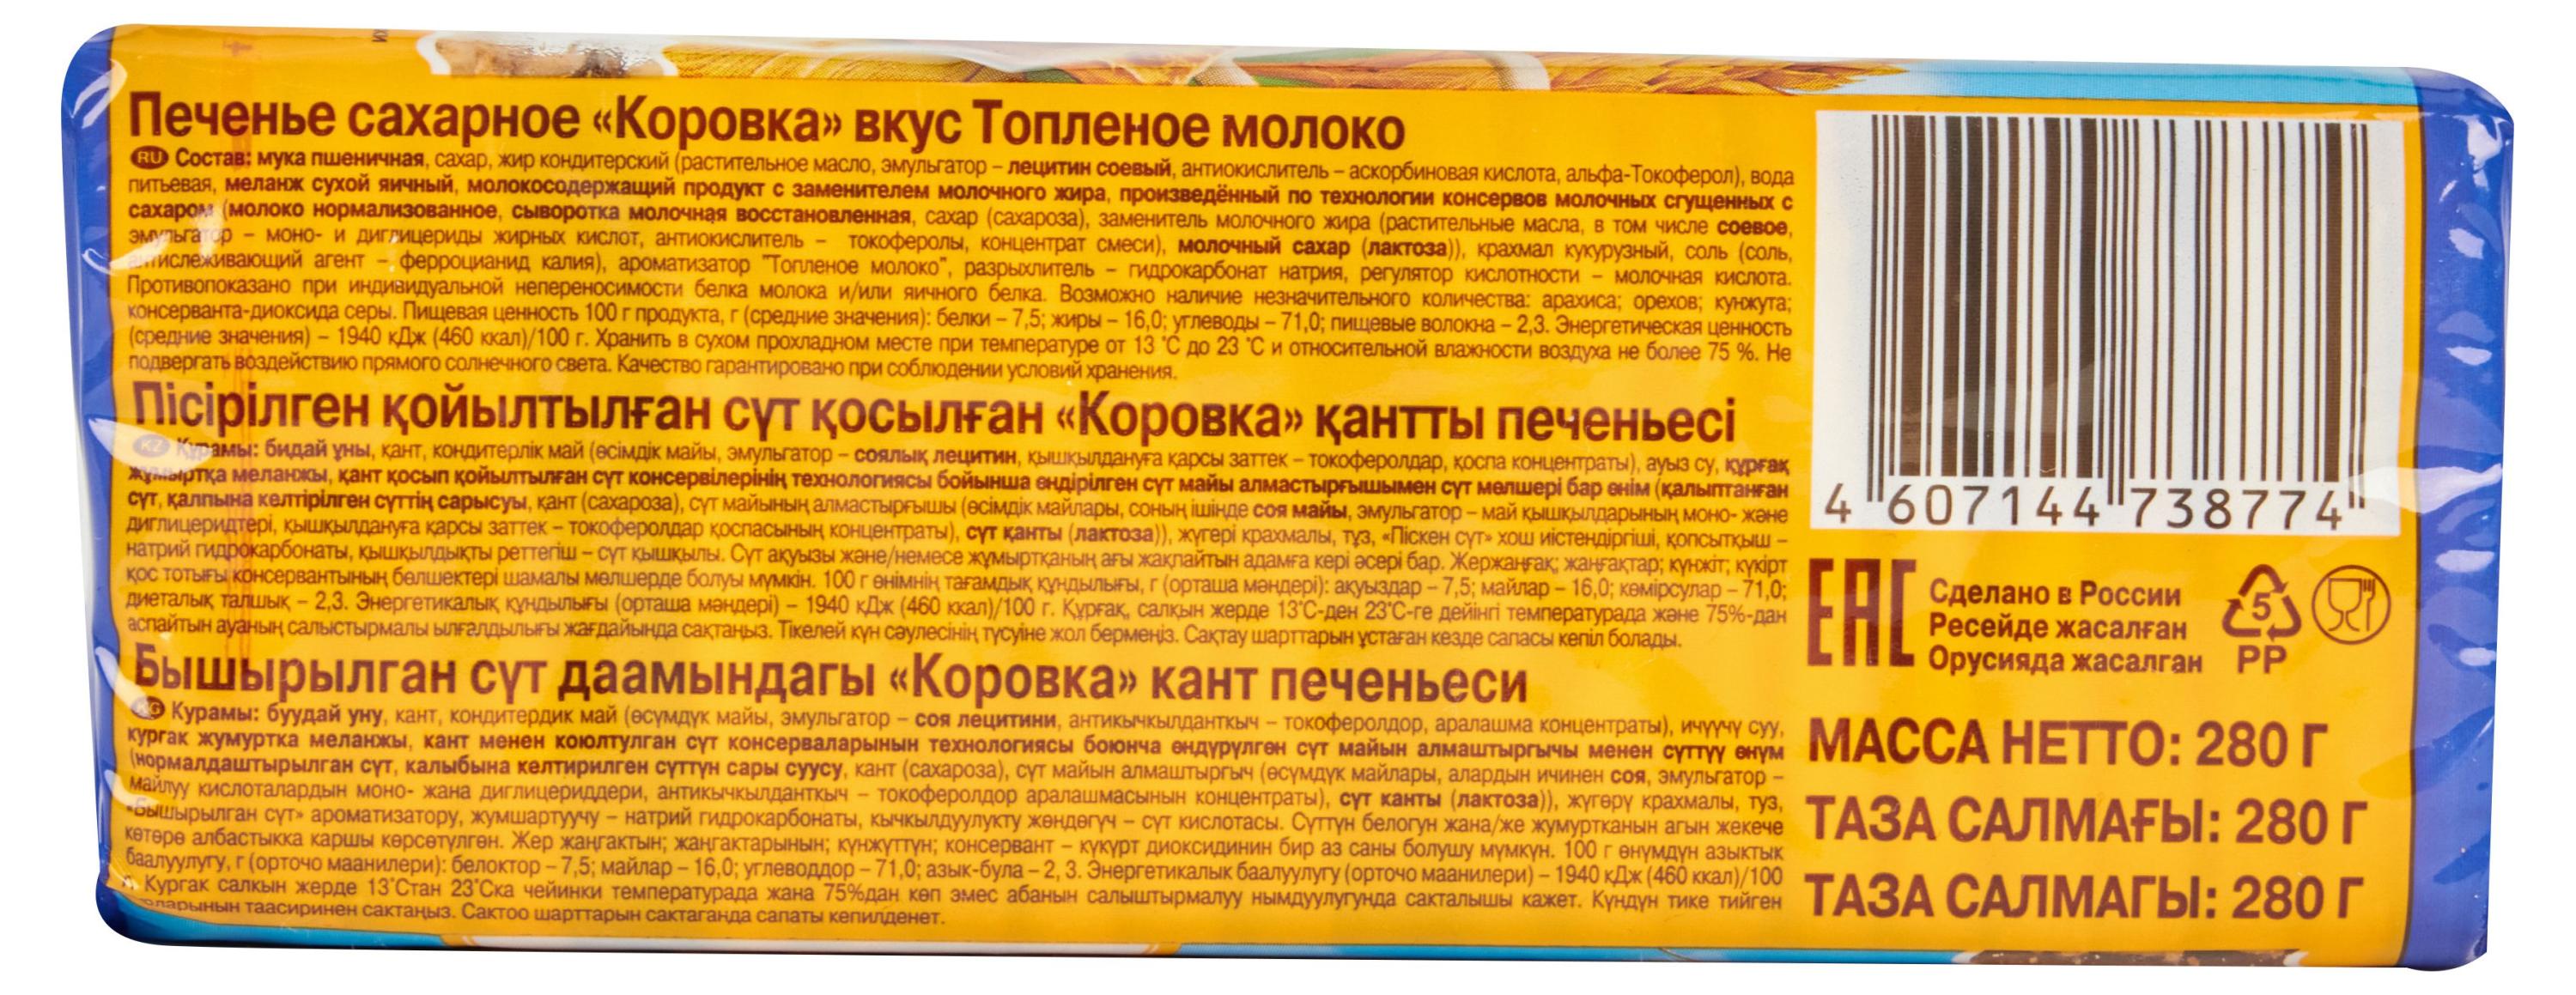 Печенье сахарное «Коровка» вкус Топленое молоко
RU Состав: мука пшеничная, сахар, жир кондитерский (растительное масло, эмульгатор – лецитин соевый, антиокислитель – аскорбиновая кислота, альфа-Токоферол), вода
питьевая, меланж сухой яичный, молокосодержащий продукт с заменителем молочного жира, произведённый по технологии консервов молочных сгущенных с
сахаром (молоко нормализованное, сыворотка молочная восстановленная, сахар (сахароза), заменитель молочного жира (растительные масла, в том числе соевое,
эмульгатор – моно- и диглицериды жирных кислот, антиокислитель – токоферолы, концентрат смеси), молочный сахар (лактоза)), крахмал кукурузный, соль (соль,
антислеживающий агент – ферроцианид калия), ароматизатор "Топленое молоко", разрыхлитель – гидрокарбонат натрия, регулятор кислотности – молочная кислота.
Противопоказано при индивидуальной непереносимости белка молока и/или яичного белка. Возможно наличие незначительного количества: арахиса; орехов; кунжута;
консерванта-диоксида серы. Пищевая ценность 100 г продукта, г (средние значения): белки – 7,5; жиры – 16,0; углеводы – 71,0; пищевые волокна – 2,3. Энергетическая ценность
(средние значения) – 1940 кДж (460 ккал)/100 г. Хранить в сухом прохладном месте при температуре от 13 °С до 23 °С и относительной влажности воздуха не более 75 %. Не
подвергать воздействию прямого солнечного света. Качество гарантировано при соблюдении условий хранения.
Пісірілген қойылтылған сүт қосылған «Коровка» қантты печеньесі
KZ Құрамы: бидай ұны, қант, кондитерлік май (өсімдік майы, эмульгатор – соялық лецитин, қышқылдануға қарсы заттек – токоферолдар, қоспа концентраты), ауыз су, құрғақ
жұмыртқа меланжы, қант қосып қойылтылған сүт консервілерінің технологиясы бойынша өндірілген сүт майы алмастырғышымен сүт мөлшері бар өнім (қалыптанған
сүт, қалпына келтірілген сүттің сарысуы, қант (сахароза), сүт майының алмастырғышы (өсімдік майлары, соның ішінде соя майы, эмульгатор – май қышқылдарының моно- және
диглицеридтері, қышқылдануға қарсы заттек – токоферолдар қоспасының концентраты), сүт қанты (лактоза)), жүгері крахмалы, тұз, «Піскен сүт» хош иістендіргіші, қопсытқыш –
натрий гидрокарбонаты, қышқылдықты реттегіш – сүт қышқылы. Сүт ақуызы және/немесе жұмыртқаның ағы жақпайтын адамға кері әсері бар. Жержаңғақ; жаңғақтар; күнжіт; күкірт
қос тотығы консервантының бөлшектері шамалы мөлшерде болуы мүмкін. 100 г өнімнің тағамдық құндылығы, г (орташа мәндері): ақуыздар – 7,5; майлар – 16,0; көмірсулар – 71,0;
диеталық талшық – 2,3. Энергетикалық құндылығы (орташа мәндері) – 1940 кДж (460 ккал)/100 г. Құрғақ, салқын жерде 13°С-ден 23°С-ге дейінгі температурада және 75%-дан
аспайтын ауаның салыстырмалы ылғалдылығы жағдайында сақтаңыз. Тікелей күн сәулесінің түсуіне жол бермеңіз. Сақтау шарттарын ұстаған кезде сапасы кепіл болады.
Бышырылган сүт даамындагы «Коровка» кант печеньеси
KG Курамы: буудай уну, кант, кондитердик май (өсүмдүк майы, эмульгатор – соя лецитини, антикычкылданткыч – токоферолдор, аралашма концентраты), ичүүчү суу,
кургак жумуртка меланжы, кант менен коюлтулган сүт консерваларынын технологиясы боюнча өндүрүлгөн сүт майын алмаштыргычы менен сүттүү өнүм
(нормалдаштырылган сүт, калыбына келтирилген сүттүн сары суусу, кант (сахароза), сүт майын алмаштыргыч (өсүмдүк майлары, алардын ичинен соя, эмульгатор –
майлуу кислоталардын моно- жана диглицериддери, антикычкылданткыч – токоферолдор аралашмасынын концентраты), сүт канты (лактоза)), жүгөрү крахмалы, туз,
«Бышырылган сүт» ароматизатору, жумшартуучу – натрий гидрокарбонаты, кычкылдуулукту жөндөгүч – сүт кислотасы. Сүттүн белогун жана/же жумуртканын агын жекече
көтөрө албастыкка каршы көрсөтүлгөн. Жер жаңгактын; жаңгактарынын; күнжүттүн; консервант – күкүрт диоксидинин бир аз саны болушу мүмкүн. 100 г өнүмдүн азыктык
баалуулугу, г (орточо маанилери): белоктор – 7,5; майлар – 16,0; углеводдор – 71,0; азык-була – 2, 3. Энергетикалык баалуулугу (орточо маанилери) – 1940 кДж (460 ккал)/100
Кургак салкын жерде 13°Стан 23°Ска чейинки температурада жана 75%дан көп эмес абанын салыштырмалуу нымдуулугунда сакталышы кажет. Күндүн тике тийген
таасиринен сактаңыз. Сактоо шарттарын сактаганда сапаты кепилденет.
4 607144 738774
ЕАС
Сделано в России
Ресейде жасалған
Орусияда жасалган
5
PP
МАССА НЕТТО: 280 Г
ТАЗА САЛМАҒЫ: 280 Г
ТАЗА САЛМАГЫ: 280 Г